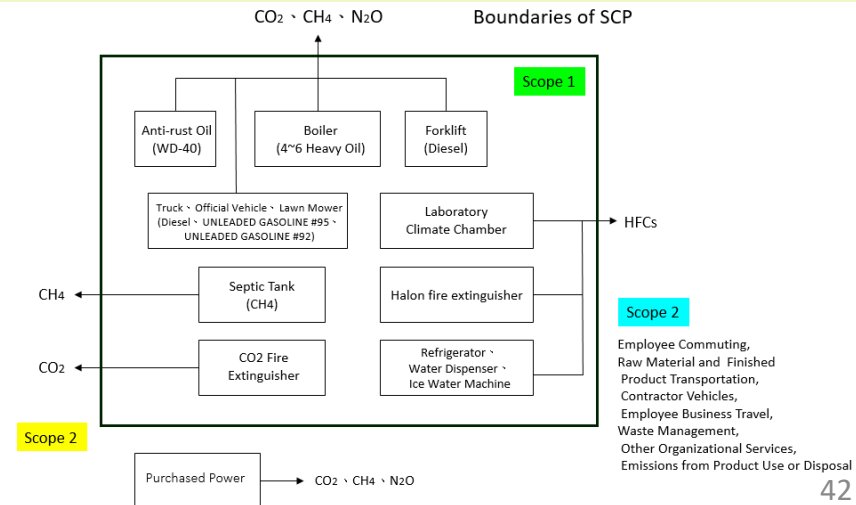 CO2、CH4、N2O
Boundaries of SCP
Scope 1
Anti-rust Oil
(WD-40)
Boiler
(4~6 Heavy Oil)
Forklift
(Diesel)
Truck、Official Vehicle、Lawn Mower
(Diesel、UNLEADED GASOLINE #95、
UNLEADED GASOLINE #92)
Laboratory
Climate Chamber
HFCs
CH4
Septic Tank
(CH4)
Halon fire extinguisher
CO2
CO2 Fire
Extinguisher
Refrigerator、
Water Dispenser、
Ice Water Machine
Scope 2
Employee Commuting,
Raw Material and Finished
Product Transportation,
Contractor Vehicles,
Employee Business Travel,
Waste Management,
Other Organizational Services,
Emissions from Product Use or Disposal
Scope 2
Purchased Power
CO2、CH4、N2O
42